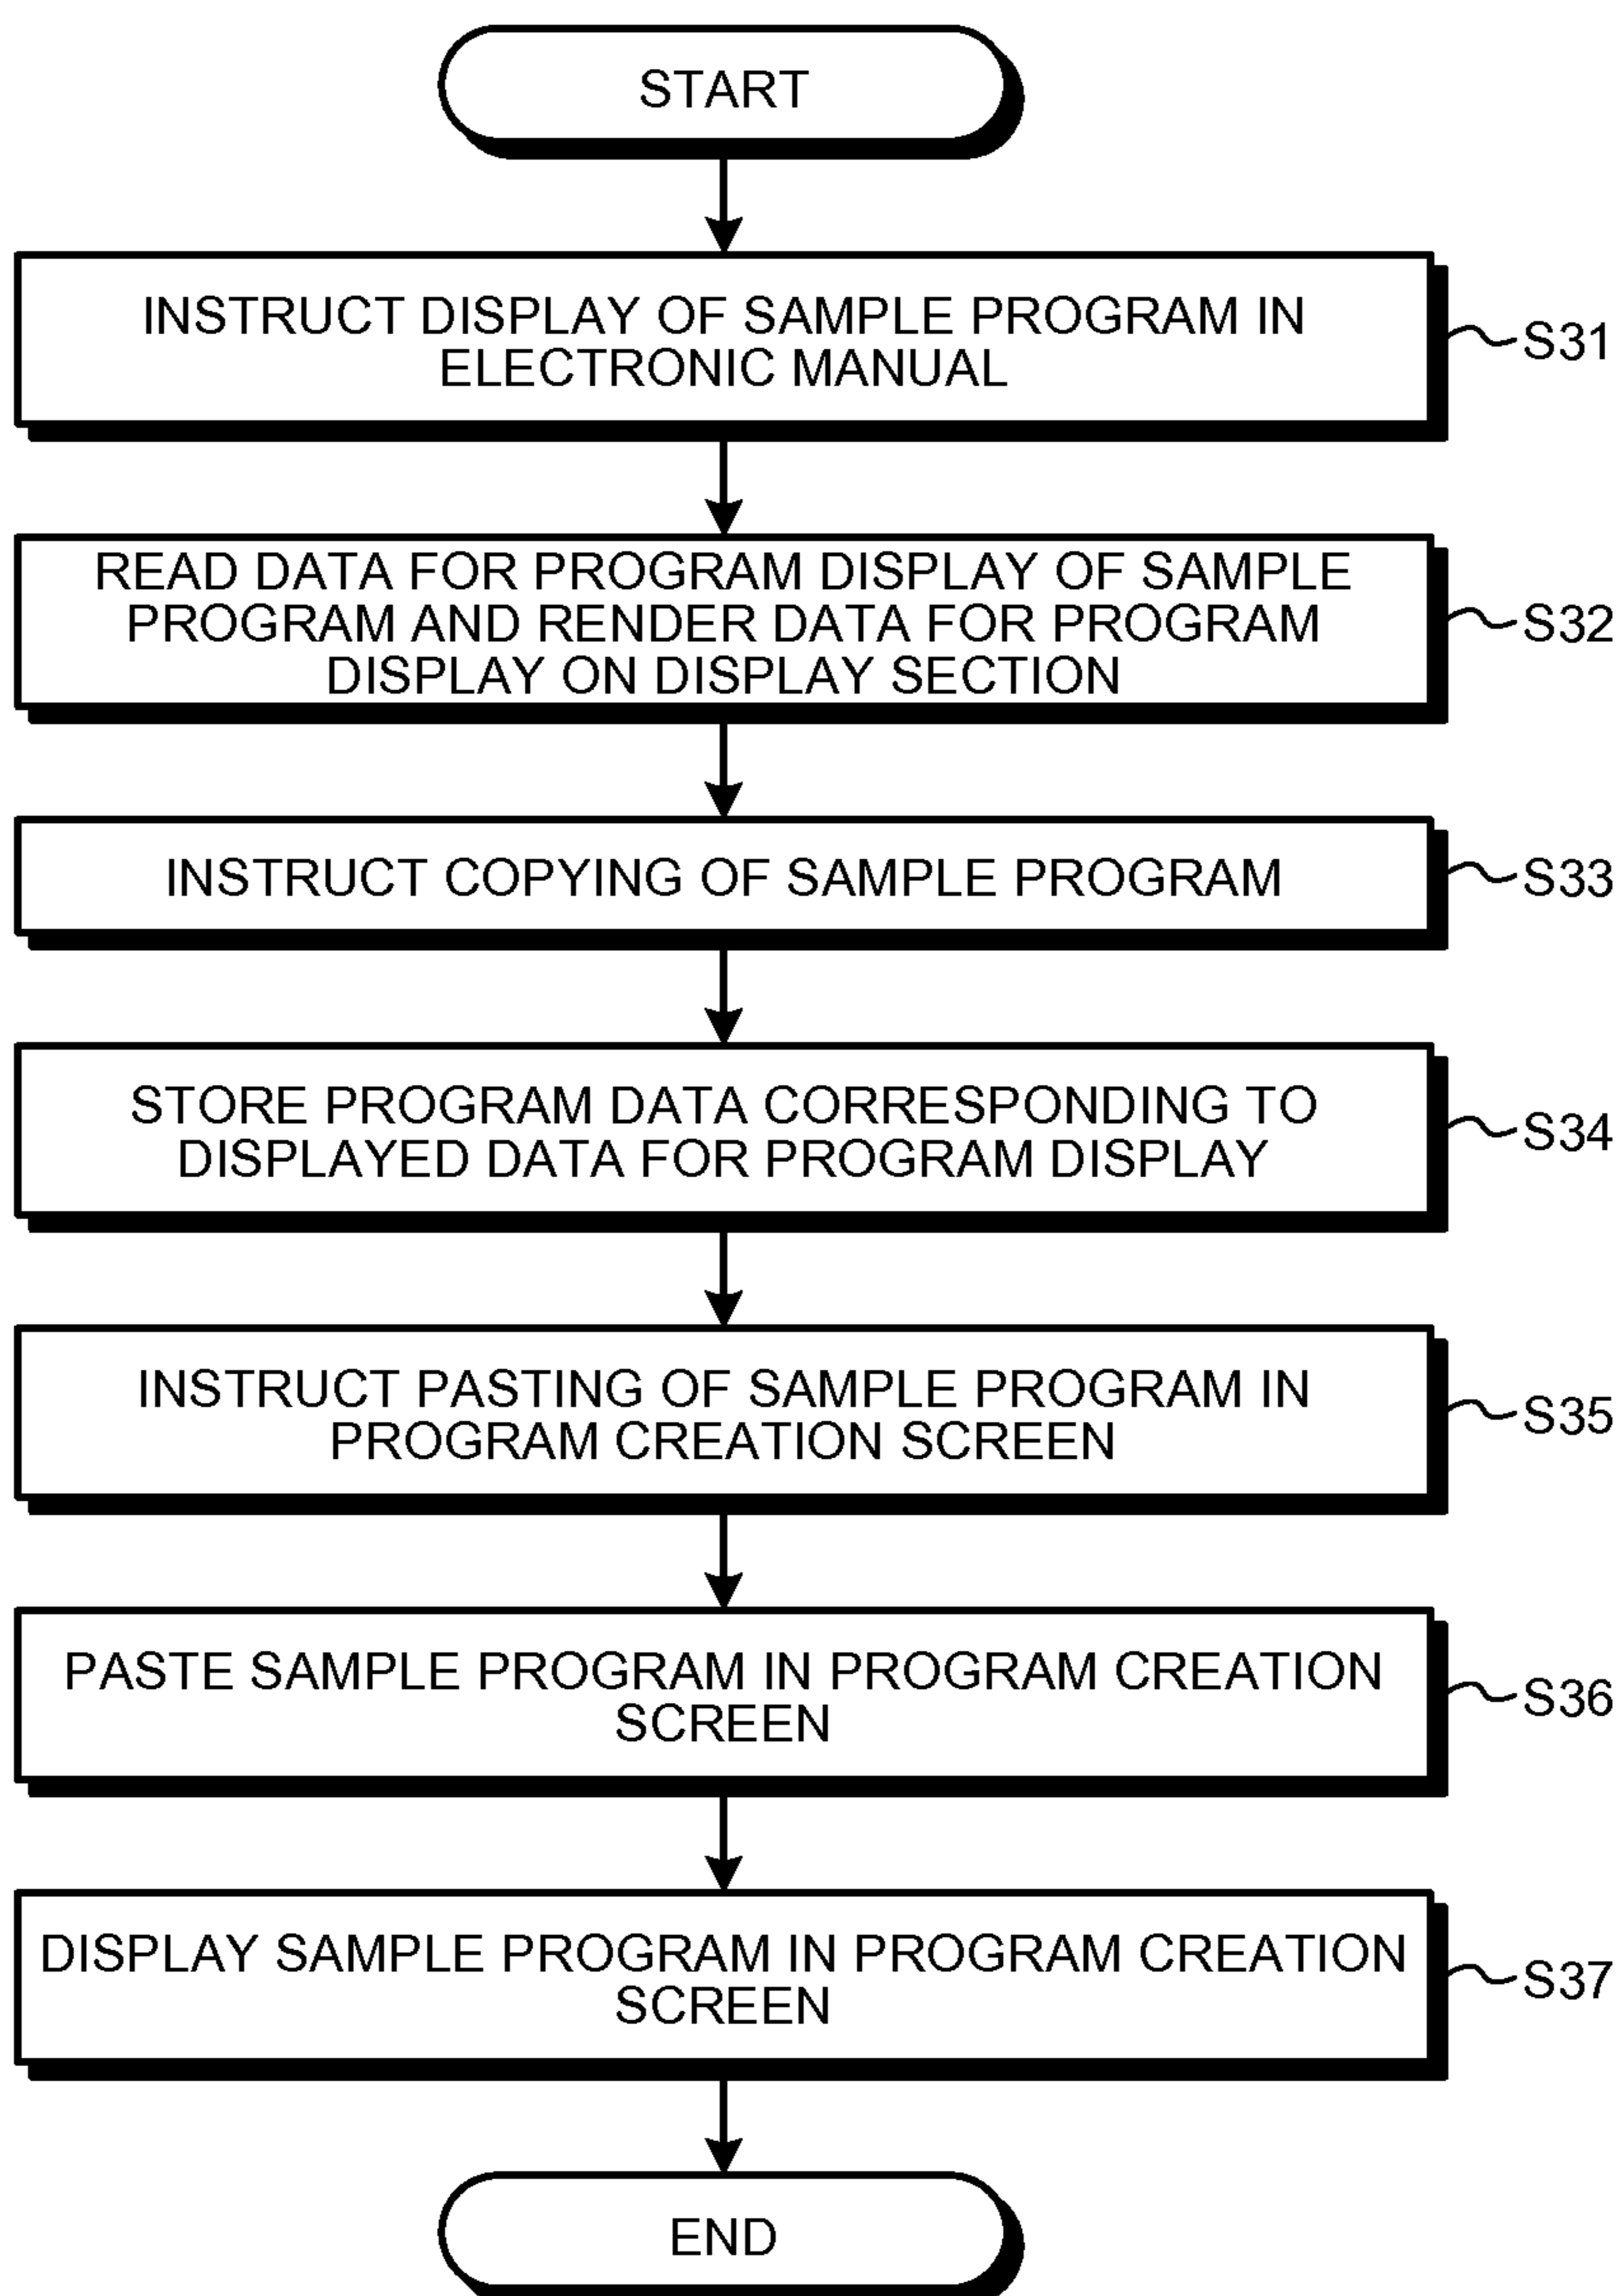 START
INSTRUCT DISPLAY OF SAMPLE PROGRAM IN
ELECTRONIC MANUAL
S31
READ DATA FOR PROGRAM DISPLAY OF SAMPLE
PROGRAM AND RENDER DATA FOR PROGRAM
DISPLAY ON DISPLAY SECTION
S32
INSTRUCT COPYING OF SAMPLE PROGRAM
S33
STORE PROGRAM DATA CORRESPONDING TO
DISPLAYED DATA FOR PROGRAM DISPLAY
S34
INSTRUCT PASTING OF SAMPLE PROGRAM IN
PROGRAM CREATION SCREEN
S35
PASTE SAMPLE PROGRAM IN PROGRAM CREATION
SCREEN
S36
DISPLAY SAMPLE PROGRAM IN PROGRAM CREATION
SCREEN
S37
END